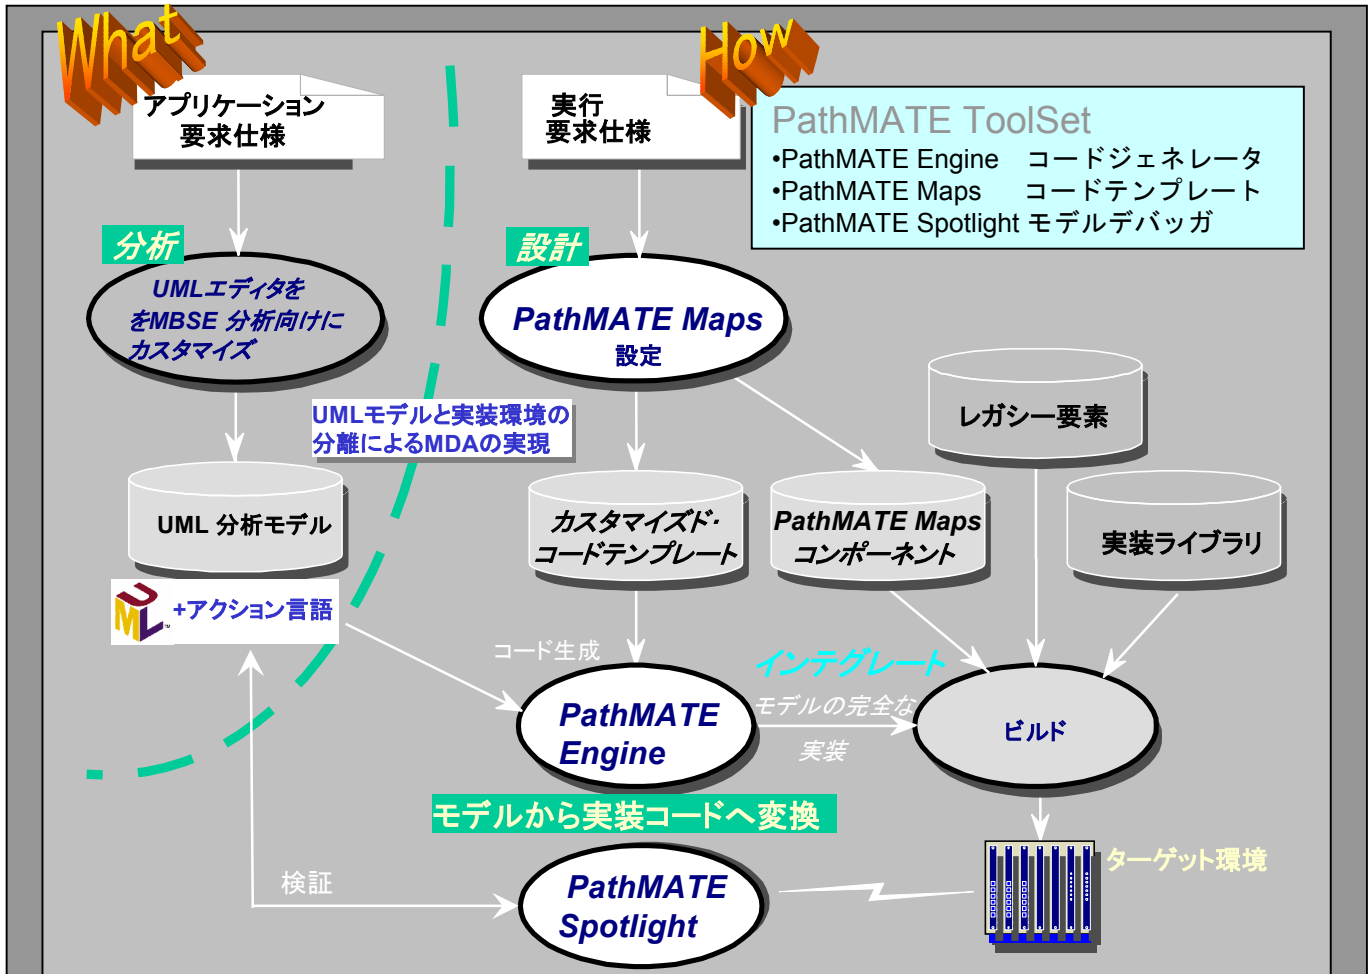 What
How
アプリケーション
要求仕様
実行
要求仕様
PathMATE ToolSet
•PathMATE Engine コードジェネレータ
•PathMATE Maps コードテンプレート
•PathMATE Spotlight モデルデバッガ
分析
UMLエディタを
をMBSE 分析向けに
カスタマイズ
設計
PathMATE Maps
設定
UMLモデルと実装環境の
分離によるMDAの実現
レガシー要素
UML 分析モデル
カスタマイズド・
コードテンプレート
PathMATE Maps
コンポーネント
実装ライブラリ
UML™
+アクション言語
コード生成
PathMATE
Engine
インテグレート
モデルの完全な
実装
ビルド
モデルから実装コードへ変換
検証
PathMATE
Spotlight
ターゲット環境